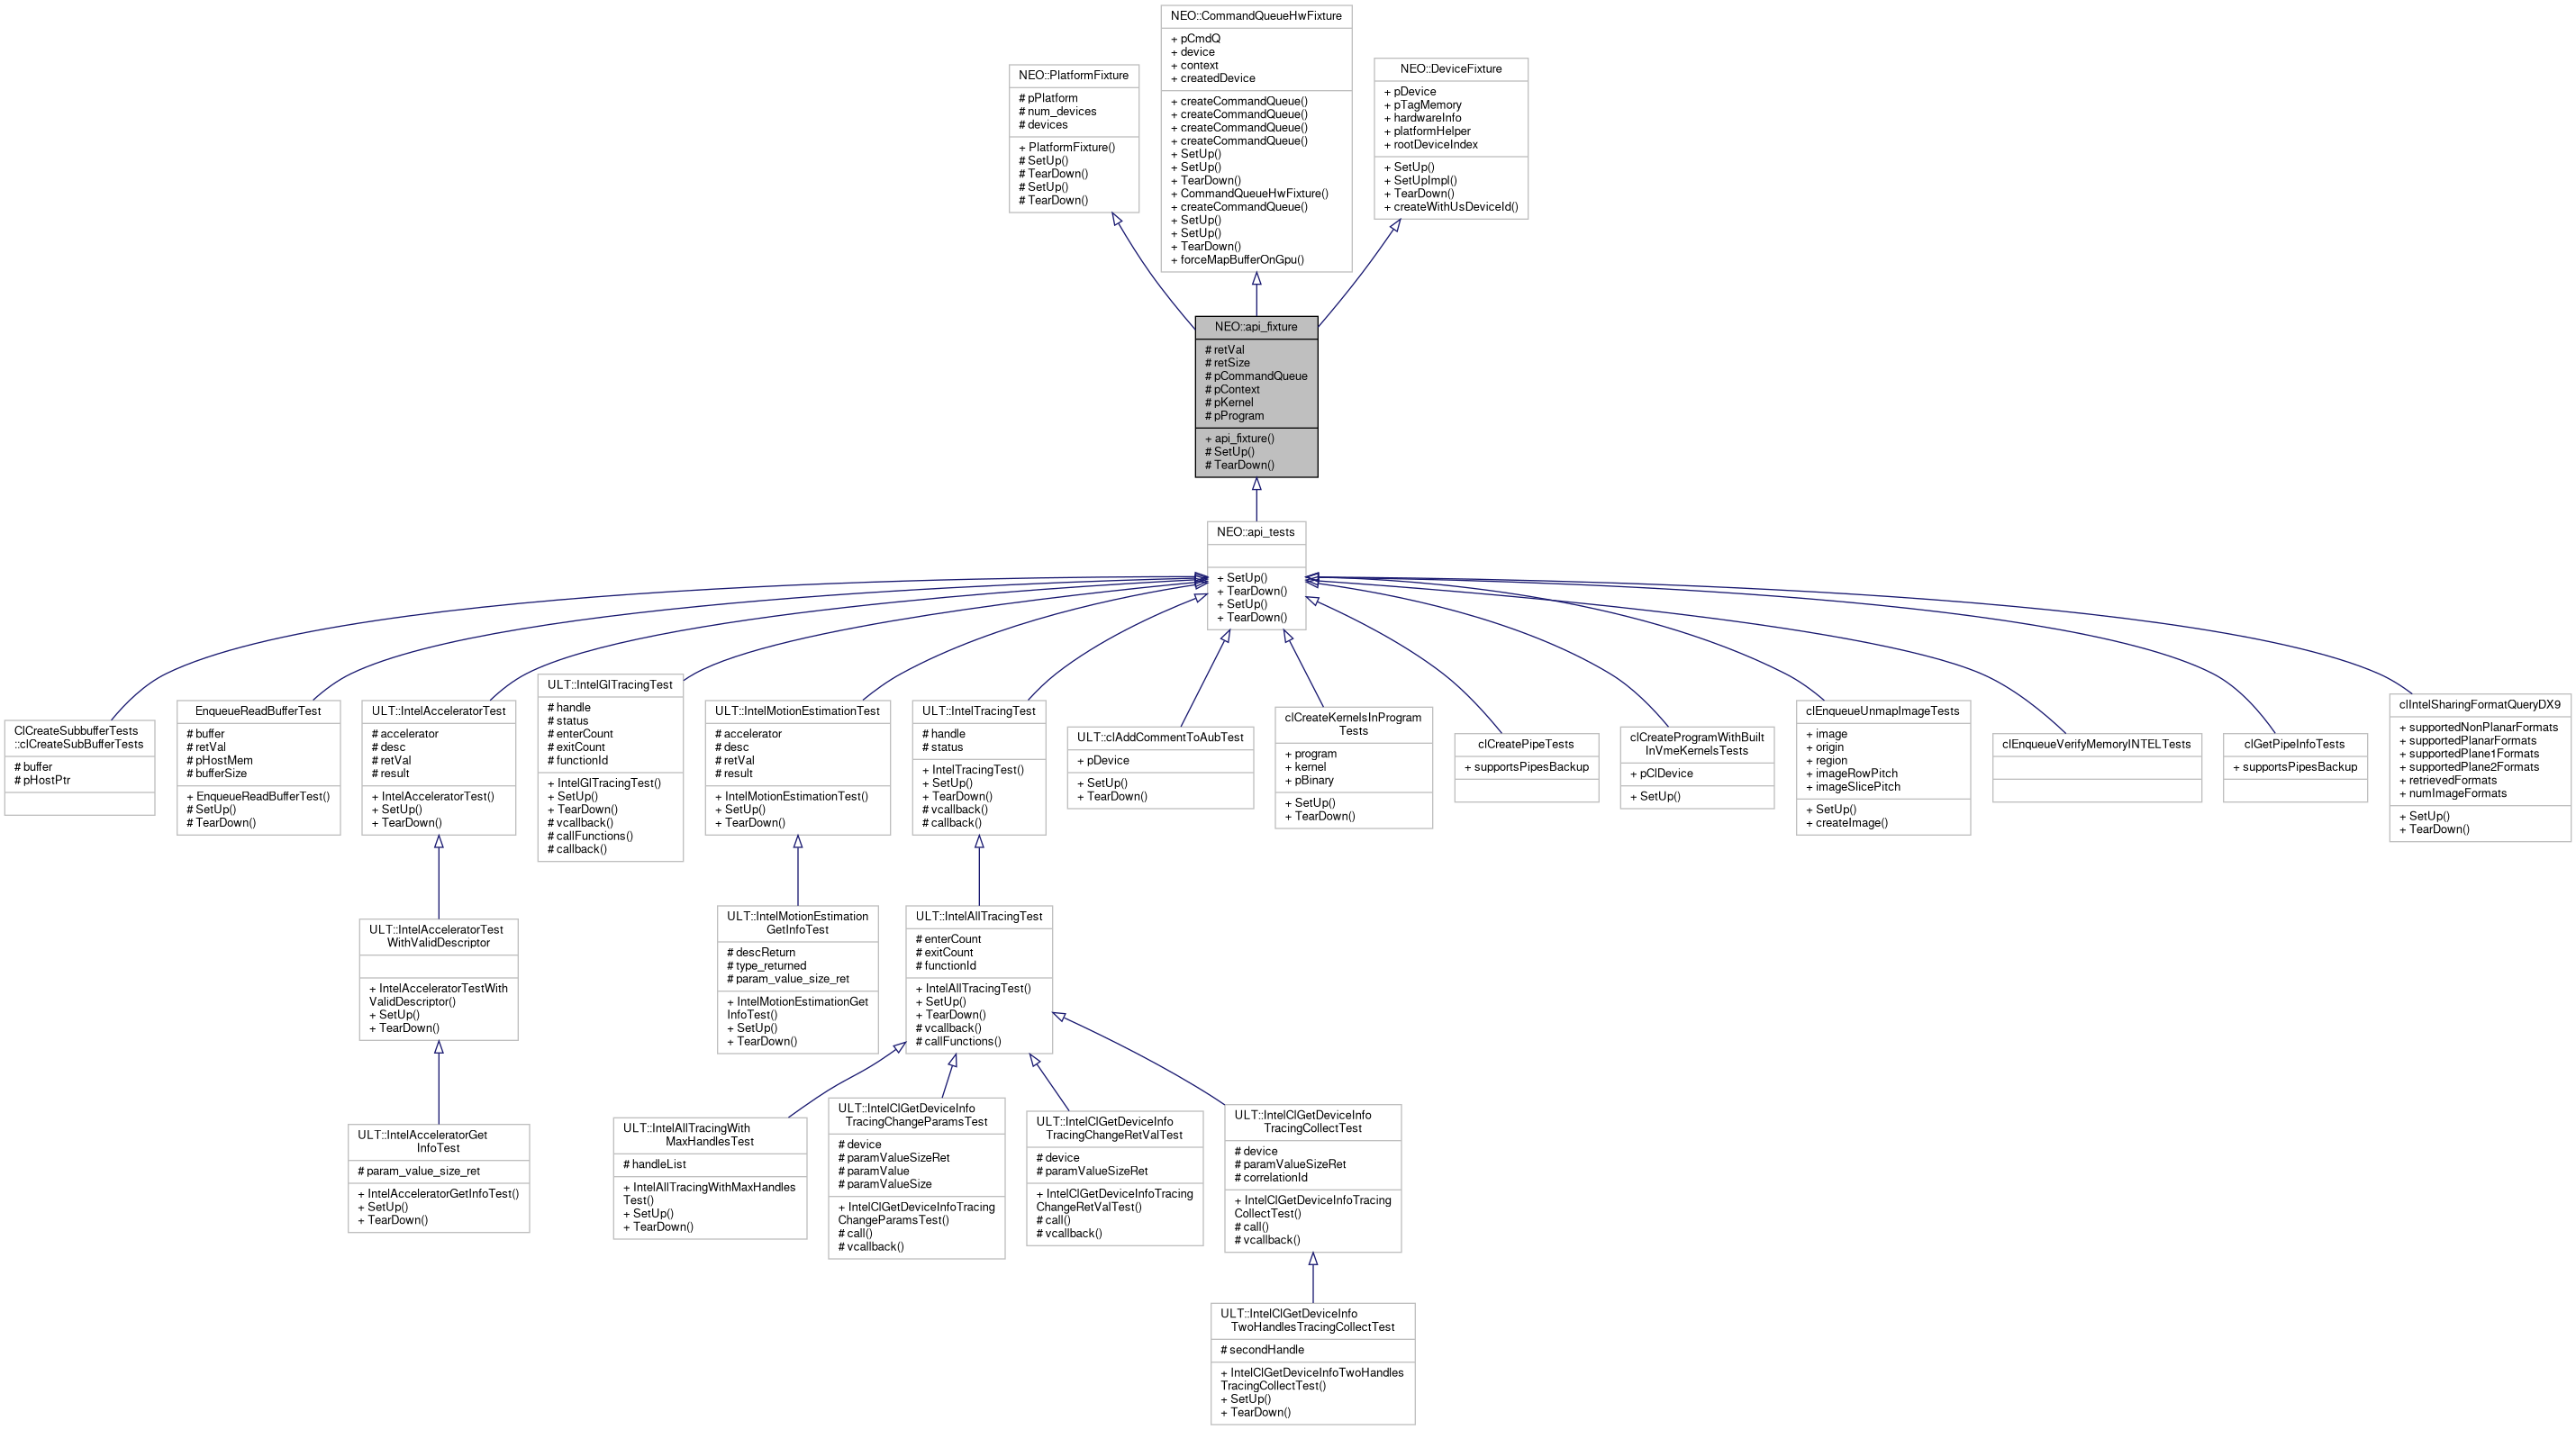 NEO::CommandQueueHwFixture
+ pCmdQ
+ device
+ context
+ createdDevice
+ createCommandQueue()
+ createCommandQueue()
+ createCommandQueue()
+ createCommandQueue()
+ SetUp()
+ SetUp()
+ TearDown()
+ CommandQueueHwFixture()
+ createCommandQueue()
+ SetUp()
+ SetUp()
+ TearDown()
+ forceMapBufferOnGpu()
NEO::PlatformFixture
# pPlatform
# num_devices
# devices
+ PlatformFixture()
# SetUp()
# TearDown()
# SetUp()
# TearDown()
NEO::DeviceFixture
+ pDevice
+ pTagMemory
+ hardwareInfo
+ platformHelper
+ rootDeviceIndex
+ SetUp()
+ SetUpImpl()
+ TearDown()
+ createWithUsDeviceId()
NEO::api_fixture
# retVal
# retSize
# pCommandQueue
# pContext
# pKernel
# pProgram
+ api_fixture()
# SetUp()
# TearDown()
NEO::api_tests
+ SetUp()
+ TearDown()
+ SetUp()
+ TearDown()
ClCreateSubbufferTests
::clCreateSubBufferTests
# buffer
# pHostPtr
EnqueueReadBufferTest
# buffer
# retVal
# pHostMem
# bufferSize
+ EnqueueReadBufferTest()
# SetUp()
# TearDown()
ULT::IntelAcceleratorTest
# accelerator
# desc
# retVal
# result
+ IntelAcceleratorTest()
+ SetUp()
+ TearDown()
ULT::IntelGlTracingTest
# handle
# status
# enterCount
# exitCount
# functionId
+ IntelGlTracingTest()
+ SetUp()
+ TearDown()
# vcallback()
# callFunctions()
# callback()
ULT::IntelMotionEstimationTest
# accelerator
# desc
# retVal
# result
+ IntelMotionEstimationTest()
+ SetUp()
+ TearDown()
ULT::IntelTracingTest
# handle
# status
+ IntelTracingTest()
+ SetUp()
+ TearDown()
# vcallback()
# callback()
ULT::clAddCommentToAubTest
+ pDevice
+ SetUp()
+ TearDown()
clCreateKernelsInProgram
Tests
+ program
+ kernel
+ pBinary
+ SetUp()
+ TearDown()
clCreatePipeTests
+ supportsPipesBackup
clCreateProgramWithBuilt
InVmeKernelsTests
+ pClDevice
+ SetUp()
clEnqueueUnmapImageTests
+ image
+ origin
+ region
+ imageRowPitch
+ imageSlicePitch
+ SetUp()
+ createImage()
clEnqueueVerifyMemoryINTELTests
clGetPipeInfoTests
+ supportsPipesBackup
clIntelSharingFormatQueryDX9
+ supportedNonPlanarFormats
+ supportedPlanarFormats
+ supportedPlane1Formats
+ supportedPlane2Formats
+ retrievedFormats
+ numImageFormats
+ SetUp()
+ TearDown()
ULT::IntelAcceleratorTest
WithValidDescriptor
+ IntelAcceleratorTestWith
ValidDescriptor()
+ SetUp()
+ TearDown()
ULT::IntelMotionEstimation
GetInfoTest
# descReturn
# type_returned
# param_value_size_ret
+ IntelMotionEstimationGet
InfoTest()
+ SetUp()
+ TearDown()
ULT::IntelAllTracingTest
# enterCount
# exitCount
# functionId
+ IntelAllTracingTest()
+ SetUp()
+ TearDown()
# vcallback()
# callFunctions()
ULT::IntelAcceleratorGet
InfoTest
# param_value_size_ret
+ IntelAcceleratorGetInfoTest()
+ SetUp()
+ TearDown()
ULT::IntelAllTracingWith
MaxHandlesTest
# handleList
+ IntelAllTracingWithMaxHandles
Test()
+ SetUp()
+ TearDown()
ULT::IntelClGetDeviceInfo
TracingChangeParamsTest
# device
# paramValueSizeRet
# paramValue
# paramValueSize
+ IntelClGetDeviceInfoTracing
ChangeParamsTest()
# call()
# vcallback()
ULT::IntelClGetDeviceInfo
TracingChangeRetValTest
# device
# paramValueSizeRet
+ IntelClGetDeviceInfoTracing
ChangeRetValTest()
# call()
# vcallback()
ULT::IntelClGetDeviceInfo
TracingCollectTest
# device
# paramValueSizeRet
# correlationId
+ IntelClGetDeviceInfoTracing
CollectTest()
# call()
# vcallback()
ULT::IntelClGetDeviceInfo
TwoHandlesTracingCollectTest
# secondHandle
+ IntelClGetDeviceInfoTwoHandles
TracingCollectTest()
+ SetUp()
+ TearDown()